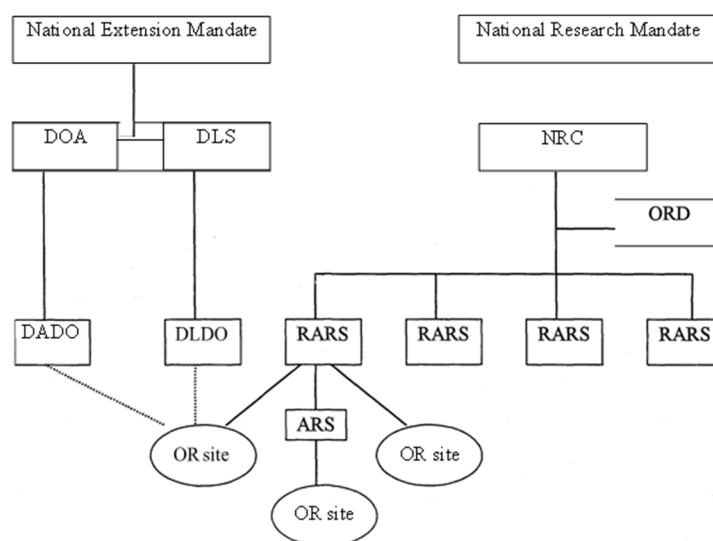 National Extension Mandate
National Research Mandate
DOA
DLS
NRC
ORD
DADO
DLDO
RARS
RARS
RARS
RARS
ARS
OR site
OR site
OR site